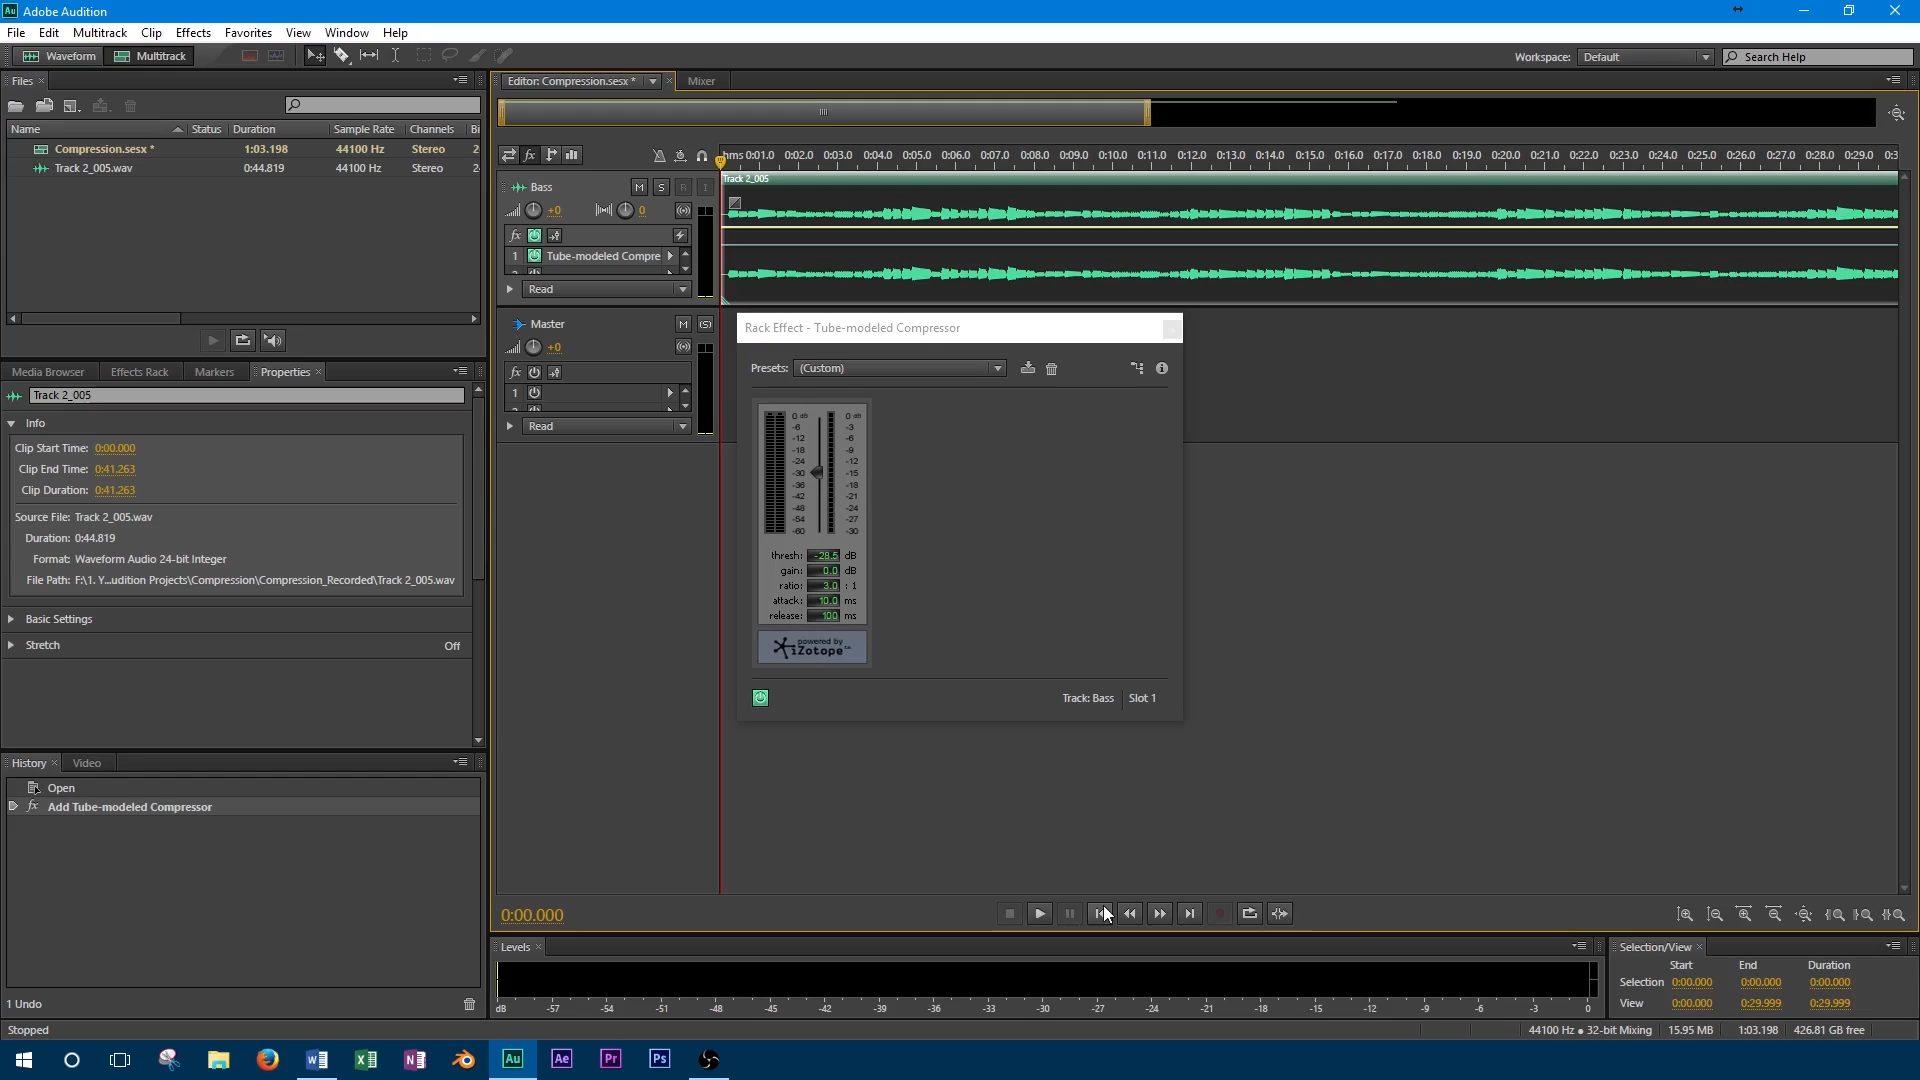 Au Adobe Audition
File Edit Multitrack Clip Effects Favorites View Window Help
Waveform Multitrack Workspace: Default Search Help
Files
Name Status Duration Sample Rate Channels Bi
Compression.sesx * 1:03.198 44100 Hz Stereo 2
Track 2_005.wav 0:44.819 44100 Hz Stereo 2
Media Browser Effects Rack Markers Properties
Track 2_005
Info
Clip Start Time: 0:00.000
Clip End Time: 0:41.263
Clip Duration: 0:41.263
Source File: Track 2_005.wav
Duration: 0:44.819
Format: Waveform Audio 24-bit Integer
File Path: F:\1. Y...udition Projects\Compression\Compression_Recorded\Track 2_005.wav
Basic Settings
Stretch Off
History Video
Open
fx Add Tube-modeled Compressor
1 Undo
Stopped
Editor: Compression.sesx * Mixer
fx hms 0:01.0 0:02.0 0:03.0 0:04.0 0:05.0 0:06.0 0:07.0 0:08.0 0:09.0 0:10.0 0:11.0 0:12.0 0:13.0 0:14.0 0:15.0 0:16.0 0:17.0 0:18.0 0:19.0 0:20.0 0:21.0 0:22.0 0:23.0 0:24.0 0:25.0 0:26.0 0:27.0 0:28.0 0:29.0 0:3
Track 2_005
Bass M S R I
+0 0
fx
1 Tube-modeled Compre
Read
Master M (S)
+0
fx
1
Read
Rack Effect - Tube-modeled Compressor
Presets: (Custom)
0 dB 0 dB
-6 -3
-12 -6
-18 -9
-24 -12
-30 -15
-36 -18
-42 -21
-48 -24
-54 -27
-60 -30
thresh: -28.5 dB
gain: 0.0 dB
ratio: 3.0 : 1
attack: 10.0 ms
release: 100 ms
powered by
iZotope
Track: Bass Slot 1
0:00.000
Levels
dB -57 -54 -51 -48 -45 -42 -39 -36 -33 -30 -27 -24 -21 -18 -15 -12 -9 -6 -3 0
Selection/View
Start End Duration
Selection 0:00.000 0:00.000 0:00.000
View 0:00.000 0:29.999 0:29.999
44100 Hz ● 32-bit Mixing 15.95 MB 1:03.198 426.81 GB free
Au Ae Pr Ps